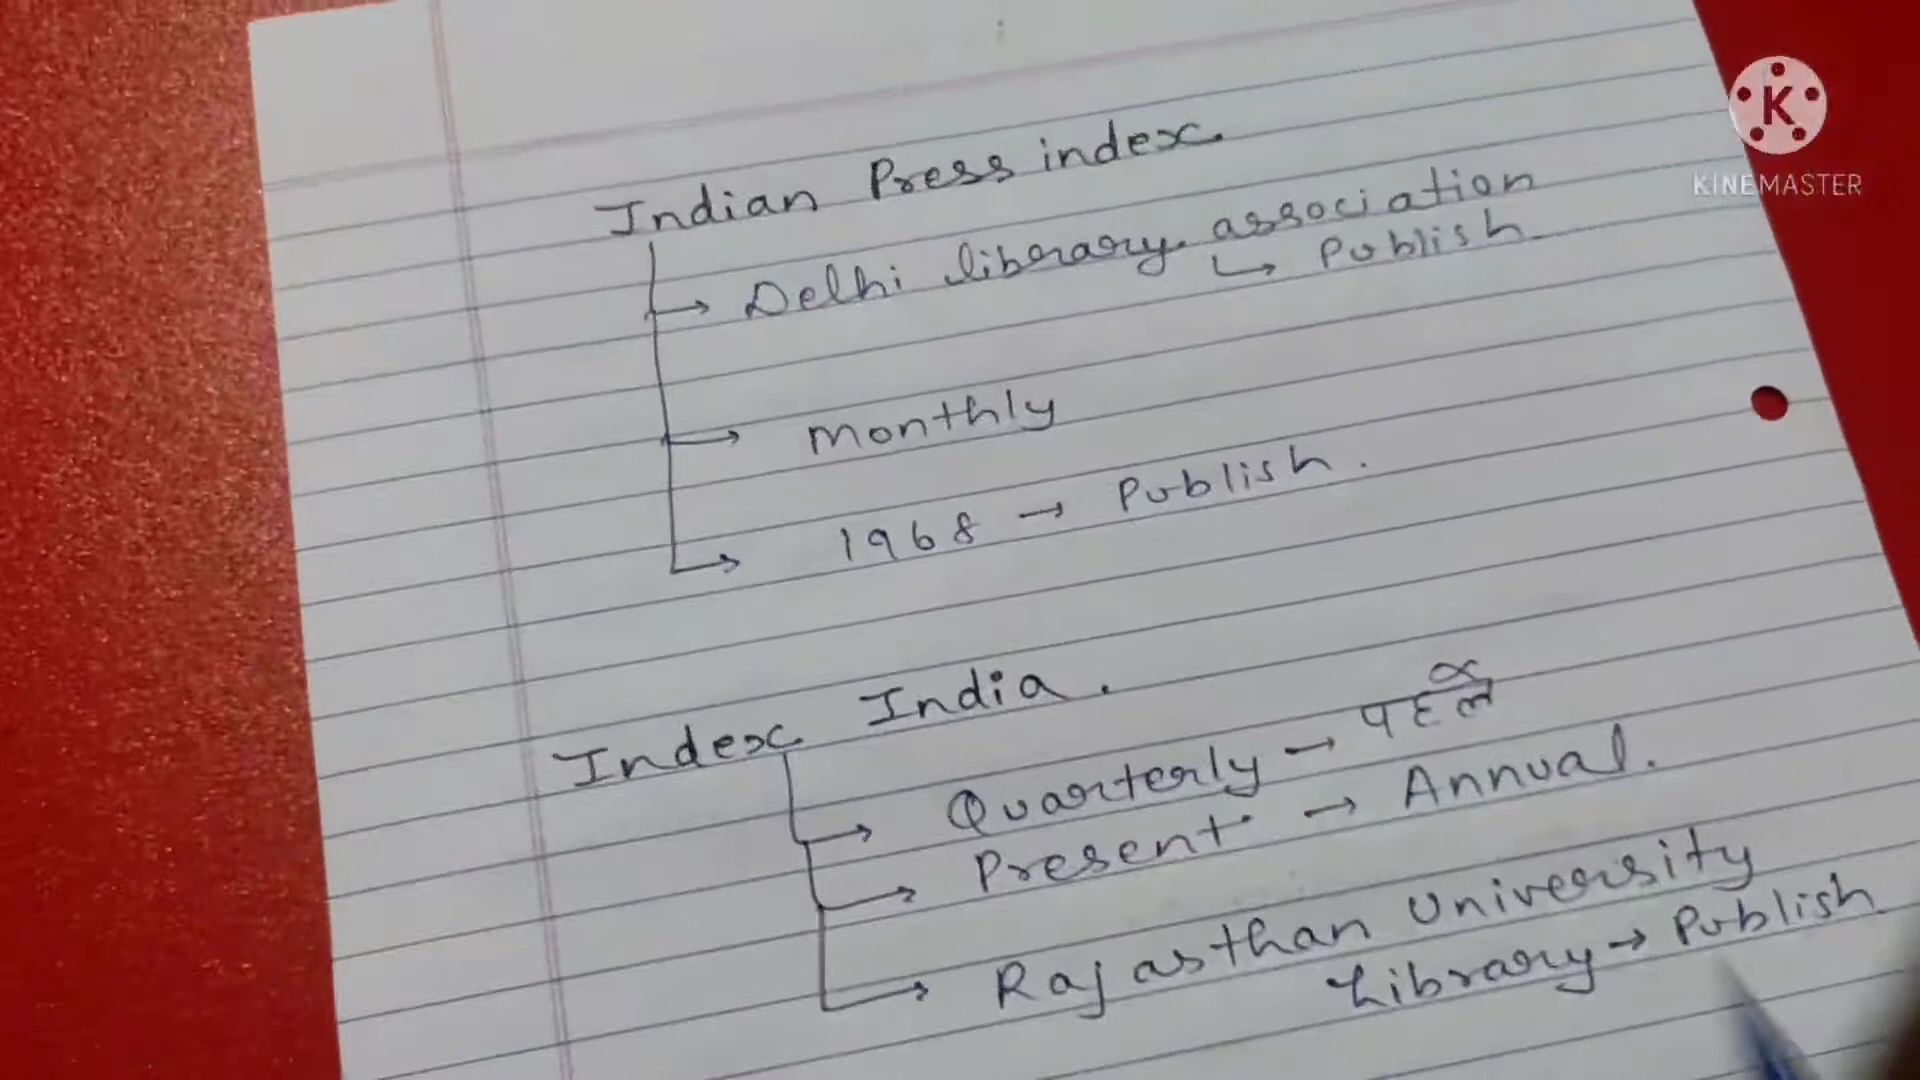 Indian Press index.
→ Delhi library. association
↳ Publish
→ Monthly
→ 1968 → Publish.
Index India.
→ Quarterly → पहले
→ Present → Annual.
→ Rajasthan University
Library → Publish
K
KINEMASTER